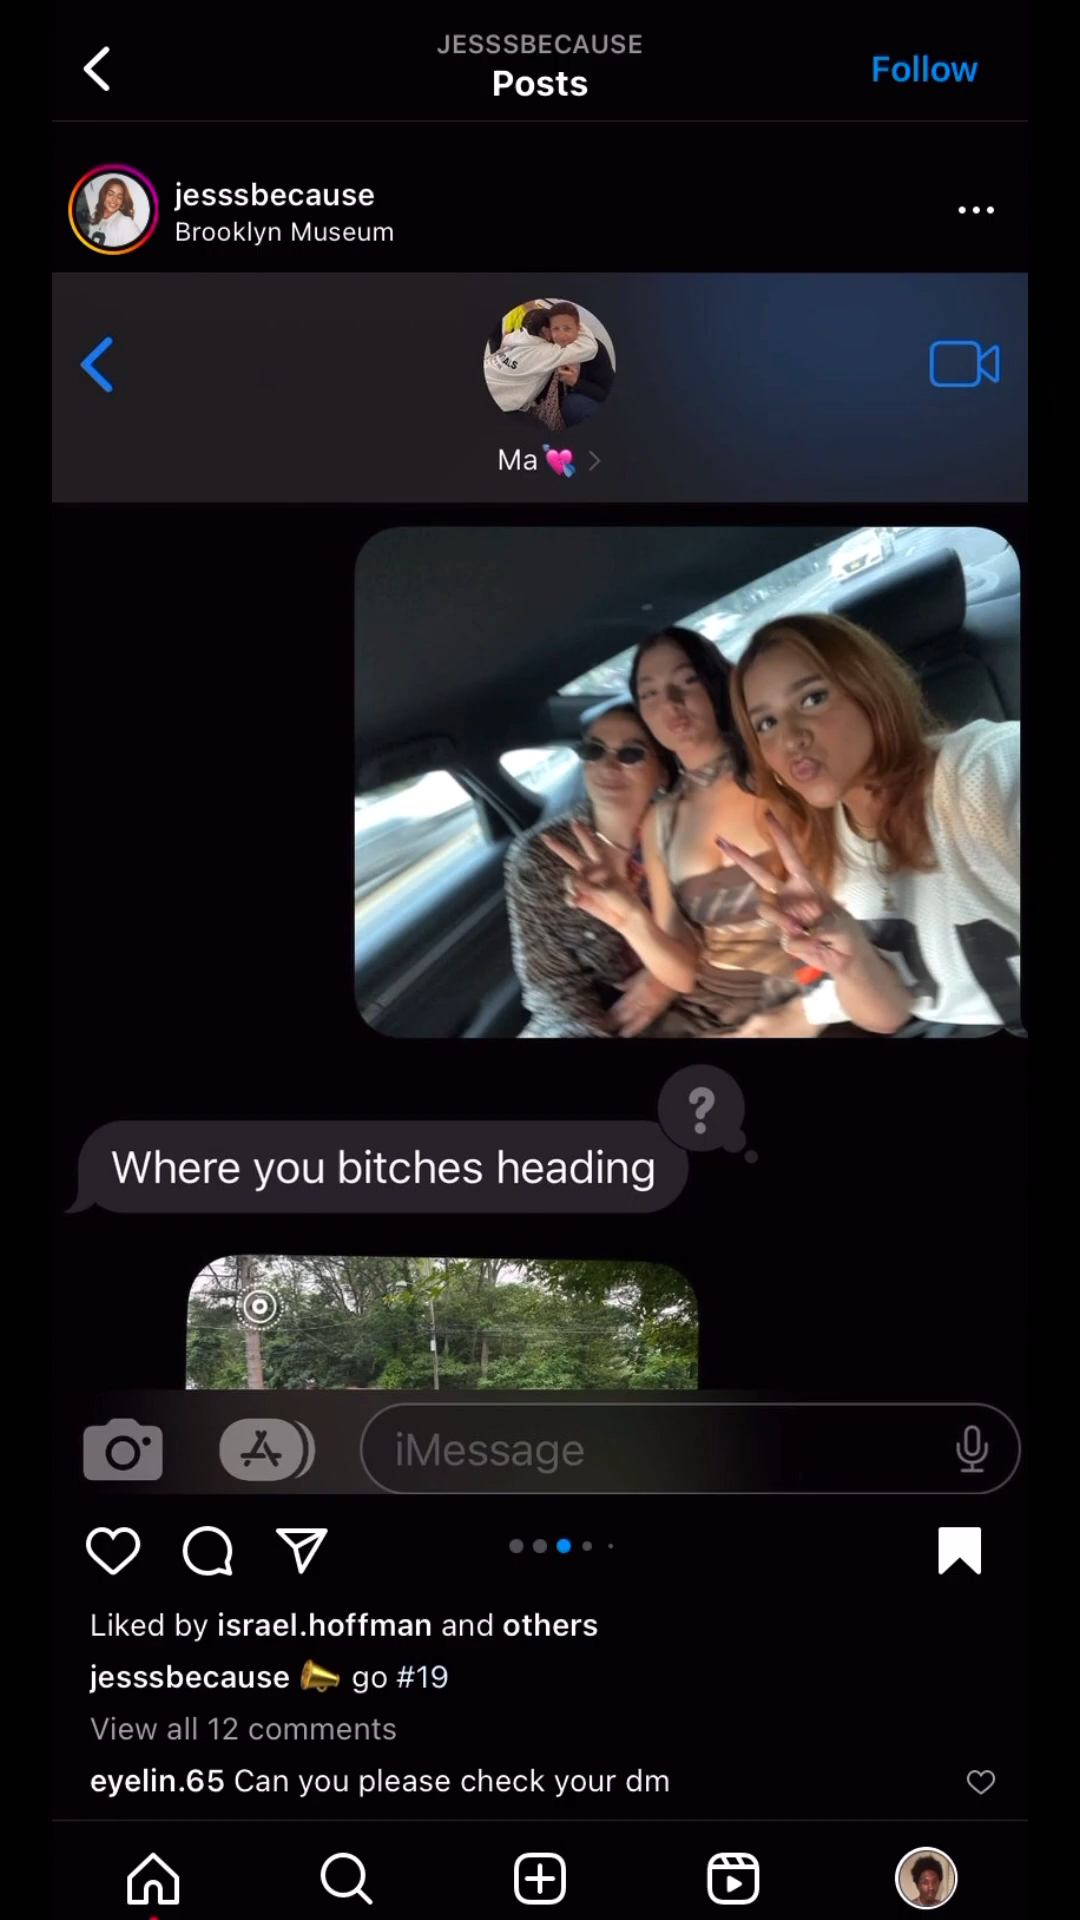 JESSSBECAUSE
Posts
Follow
jesssbecause
Brooklyn Museum
Ma💘
?
Where you bitches heading
iMessage
Liked by israel.hoffman and others
jesssbecause 📣 go #19
View all 12 comments
eyelin.65 Can you please check your dm